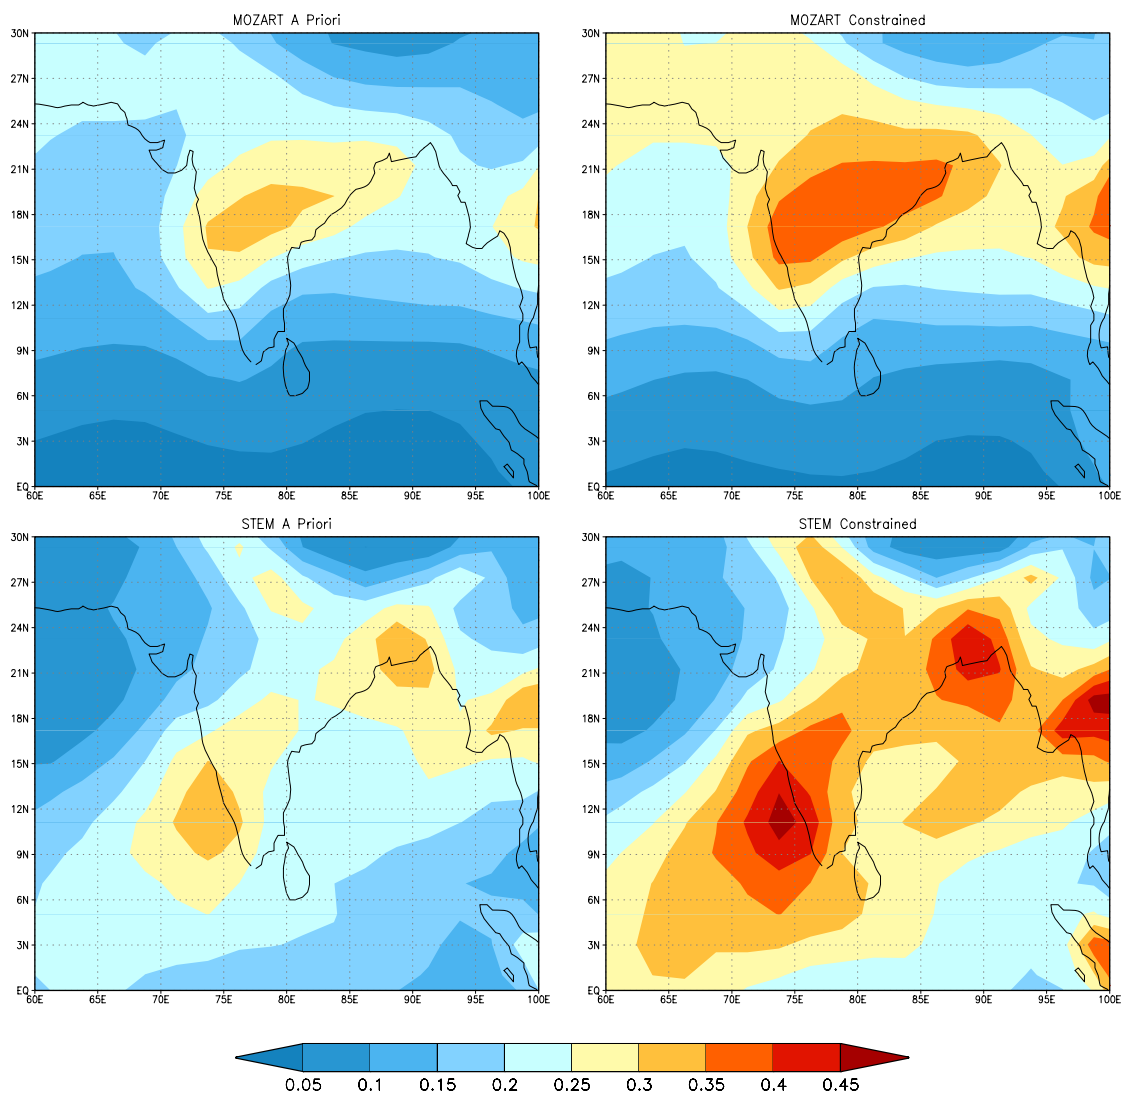 MOZART A Priori
MOZART Constrained
30N
27N
24N
21N
18N
15N
12N
9N
6N
3N
EQ
60E 65E 70E 75E 80E 85E 90E 95E 100E
30N
27N
24N
21N
18N
15N
12N
9N
6N
3N
EQ
60E 65E 70E 75E 80E 85E 90E 95E 100E
STEM A Priori
STEM Constrained
30N
27N
24N
21N
18N
15N
12N
9N
6N
3N
EQ
60E 65E 70E 75E 80E 85E 90E 95E 100E
30N
27N
24N
21N
18N
15N
12N
9N
6N
3N
EQ
60E 65E 70E 75E 80E 85E 90E 95E 100E
0.05 0.1 0.15 0.2 0.25 0.3 0.35 0.4 0.45